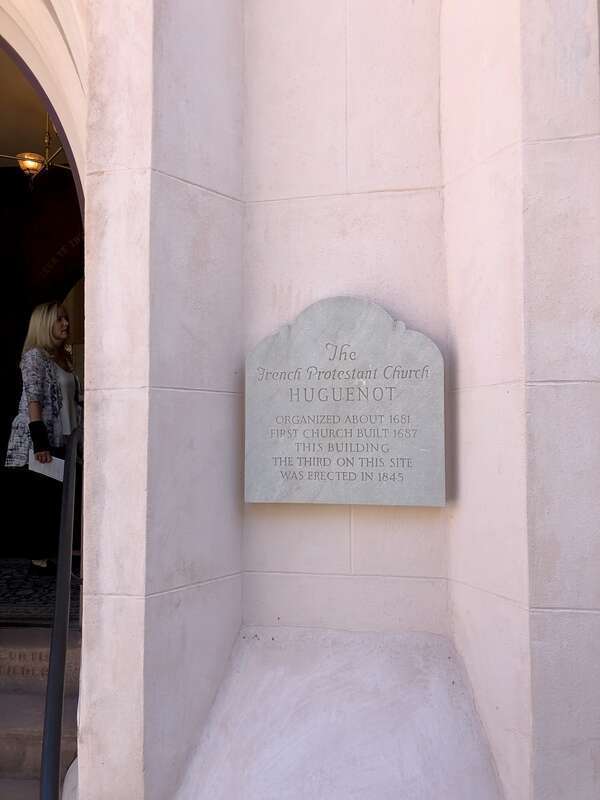 The
French Protestant Church
HUGUENOT
ORGANIZED ABOUT 1681
FIRST CHURCH BUILT 1687
THIS BUILDING
THE THIRD ON THIS SITE
WAS ERECTED IN 1845